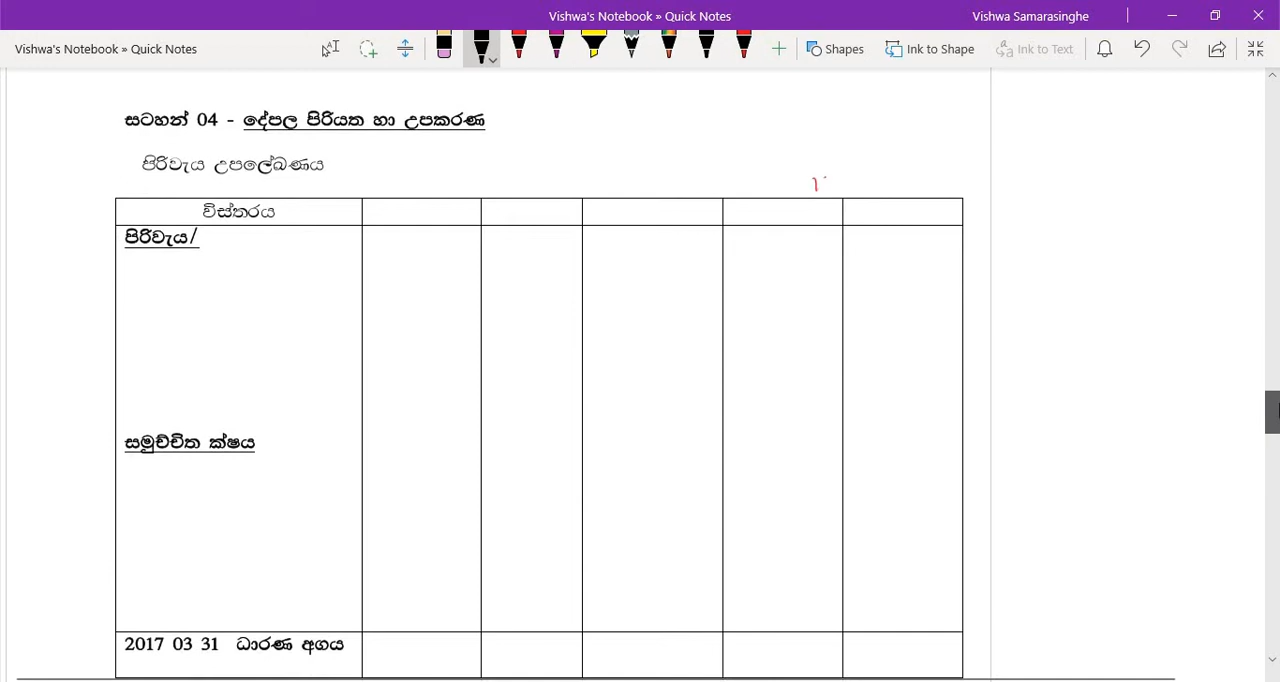 Vishwa's Notebook » Quick Notes
Vishwa Samarasinghe
Vishwa's Notebook » Quick Notes
Shapes
Ink to Shape
Ink to Text
සටහන් 04 - දේපල පිරියත හා උපකරණ
පිරිවැය උපලේඛණය
විස්තරය
පිරිවැය/
සමුච්චිත ක්ෂය
2017 03 31 ධාරණ අගය